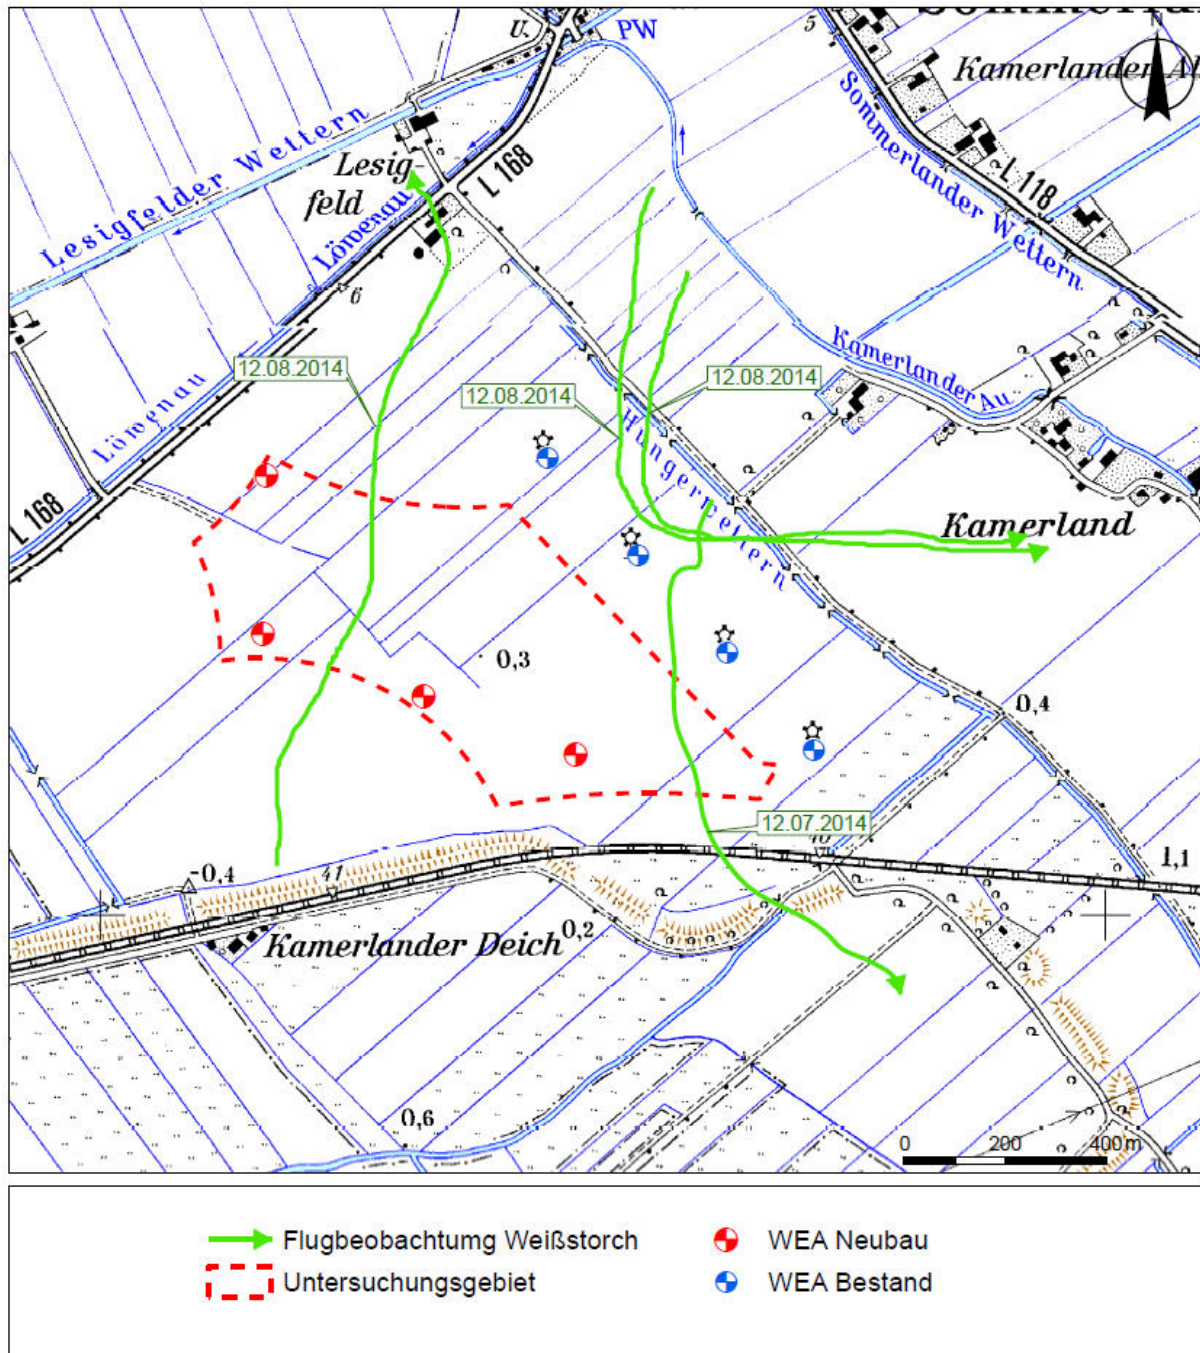 U.
PW
5
Kamerlander A
N
Lesigfelder Wettern
Lesig-
feld
Löwenau
L 168
Sommerlander Wettern
L 118
6
12.08.2014
12.08.2014
12.08.2014
Kamerlander Au
Löwenau
L 168
Hungerwettern
Kamerland
0,3
0,4
12.07.2014
40
1,1
-0,4
41
Kamerlander Deich
0,2
0,6
0 200 400 m
Flugbeobachtumg Weißstorch
WEA Neubau
Untersuchungsgebiet
WEA Bestand